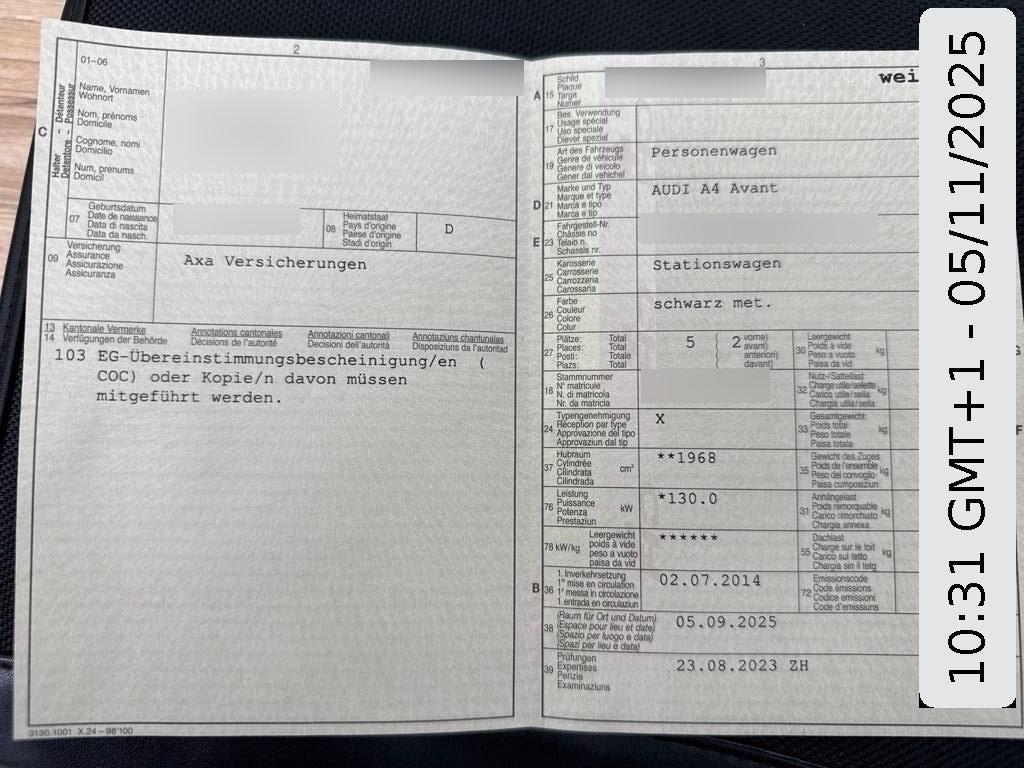 2
01-06
Name, Vornamen
Wohnort
Nom, prénoms
Domicile
Cognome, nomi
Domicilio
Num, prenums
Domicil
C
Halter - Détenteur
Detentore - Possessur
07
Geburtsdatum
Date de naissance
Data di nascita
Data da nasch.
08
Heimatstaat
Pays d'origine
Paese d'origine
Stadi d'origin
D
09
Versicherung
Assurance
Assicurazione
Assicuranza
Axa Versicherungen
13 Kantonale Vermerke Annotations cantonales Annotazioni cantonali Annotaziuns chantunalas
14 Verfügungen der Behörde Décisions de l'autorité Decisioni dell'autorità Disposiziuns da l'autoritad
103 EG-Übereinstimmungsbescheinigung/en (
COC) oder Kopie/n davon müssen
mitgeführt werden.
3130.1001 X.24 – 98'100
3
A 15
Schild
Plaque
Targa
Numer
wei
17
Bes. Verwendung
Usage spécial
Uso speciale
Diever spezial
19
Art des Fahrzeugs
Genre de véhicule
Genere di veicolo
Gener dal vehichel
Personenwagen
D 21
Marke und Typ
Marque et type
Marca e tipo
Marca e tip
AUDI A4 Avant
E 23
Fahrgestell-Nr.
Châssis no
Telaio n.
Schassis nr.
25
Karosserie
Carrosserie
Carrozzeria
Carossaria
Stationswagen
26
Farbe
Couleur
Colore
Colur
schwarz met.
27
Plätze: Total
Places: Total
Posti: Totale
Plazs: Total
5 ( 2
vorne)
avant)
anteriori)
davant)
30
Leergewicht
Poids à vide
Peso a vuoto
Paisa da vid
kg
18
Stammnummer
N° matricule
N. di matricola
Nr. da matricla
32
Nutz-/Sattellast
Charge utile/sellette
Carico utile/sella
Chargia utila/sella
kg
24
Typengenehmigung
Réception par type
Approvazione del tipo
Approvaziun dal tip
X
33
Gesamtgewicht
Poids total
Peso totale
Paisa totala
kg
37
Hubraum
Cylindrée
Cilindrata
Cilindrada
cm³
**1968
35
Gewicht des Zuges
Poids de l'ensemble
Peso del convoglio
Paisa cumposiziun
kg
76
Leistung
Puissance
Potenza
Prestaziun
kW
*130.0
31
Anhängelast
Poids remorquable
Carico rimorchiato
Chargia annexa
kg
78 kW/kg
Leergewicht
poids à vide
peso a vuoto
paisa da vid
******
55
Dachlast
Charge sur le toit
Carico sul tetto
Chargia sin il tetg
kg
B 36
1. Inverkehrsetzung
1re mise en circulation
1a messa in circolazione
1. entrada en circulaziun
02.07.2014
72
Emissionscode
Code émissions
Codice emissioni
Code d'emissiuns
38
(Raum für Ort und Datum)
(Espace pour lieu et date)
(Spazio per luogo e data)
(Spazi per lieu e data)
05.09.2025
39
Prüfungen
Expertises
Perizie
Examinaziuns
23.08.2023 ZH
G
F
10:31 GMT+1 - 05/11/2025